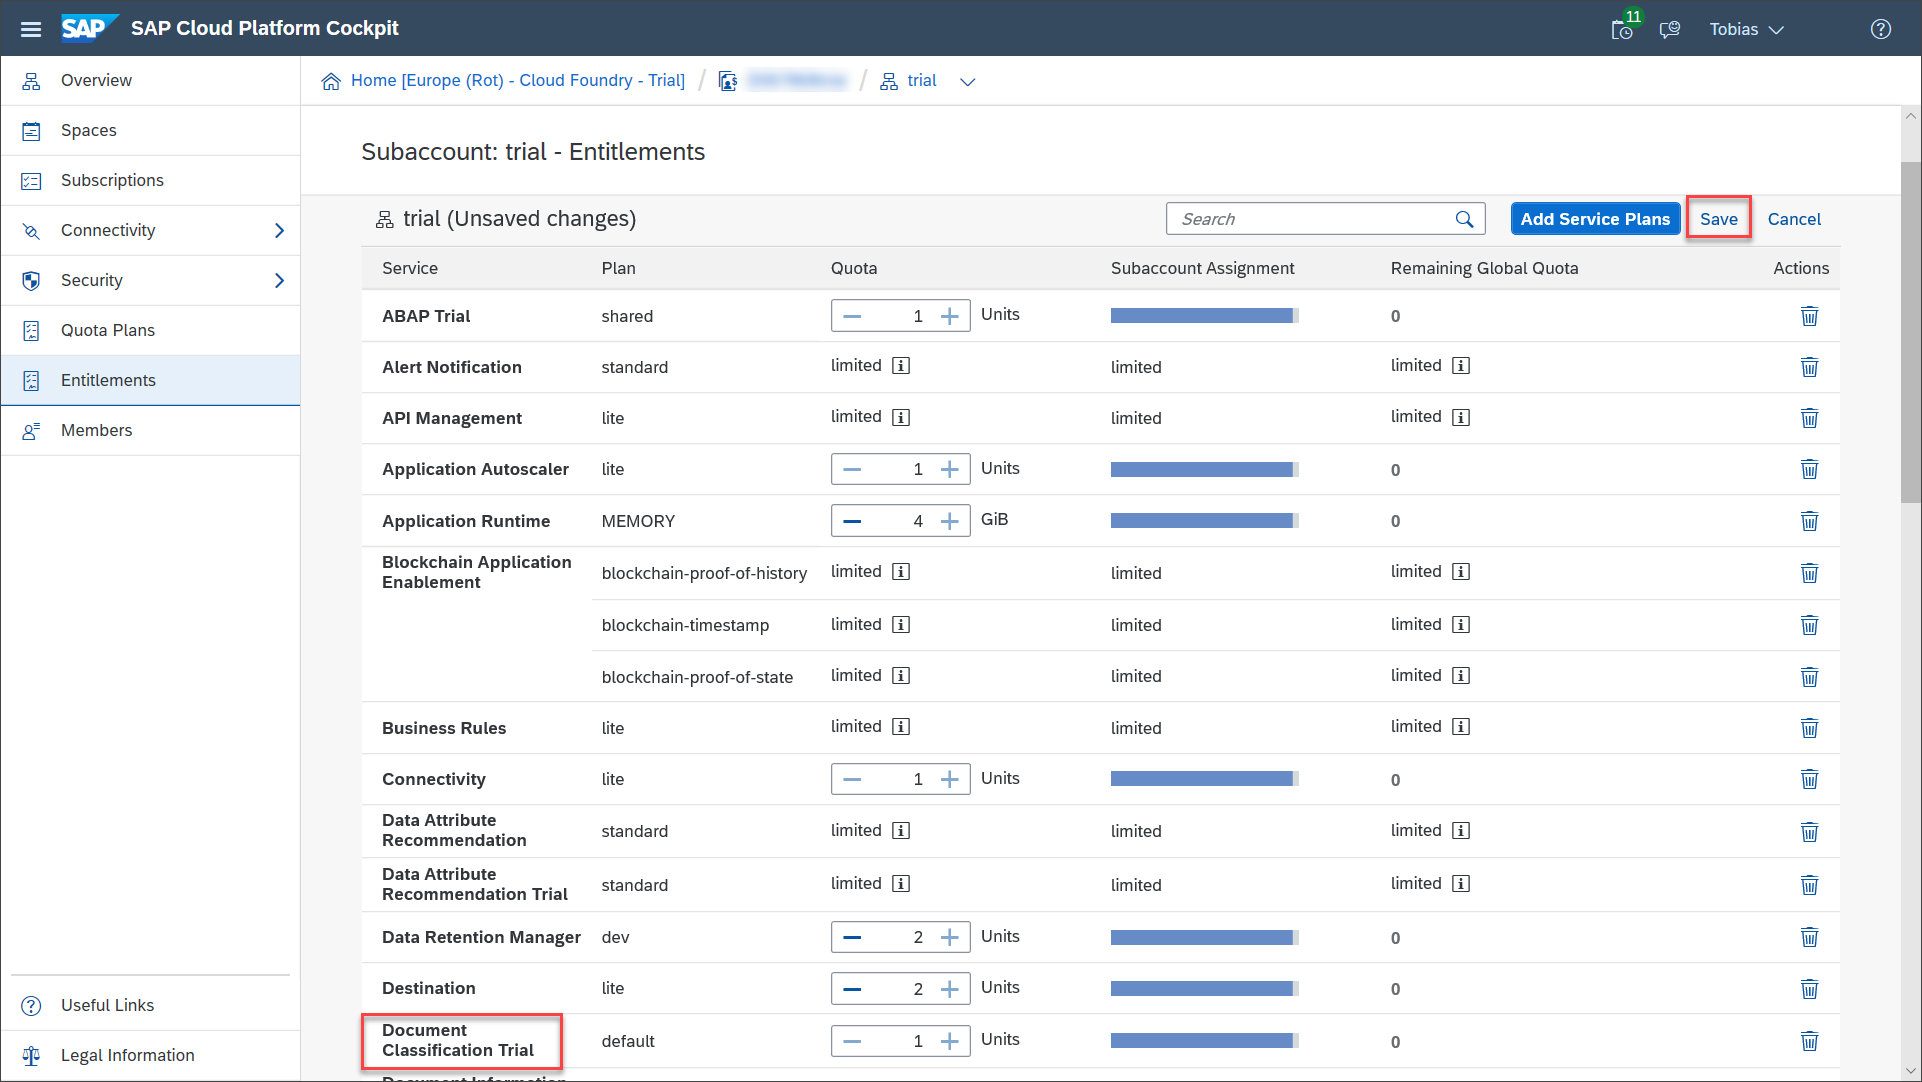 SAP SAP Cloud Platform Cockpit 11 Tobias
Overview
Spaces
Subscriptions
Connectivity
Security
Quota Plans
Entitlements
Members
Useful Links
Legal Information
Home [Europe (Rot) - Cloud Foundry - Trial] / / trial
Subaccount: trial - Entitlements
trial (Unsaved changes) Search Add Service Plans Save Cancel
Service Plan Quota Subaccount Assignment Remaining Global Quota Actions
ABAP Trial shared 1 Units 0
Alert Notification standard limited limited limited
API Management lite limited limited limited
Application Autoscaler lite 1 Units 0
Application Runtime MEMORY 4 GiB 0
Blockchain Application
Enablement blockchain-proof-of-history limited limited limited
blockchain-timestamp limited limited limited
blockchain-proof-of-state limited limited limited
Business Rules lite limited limited limited
Connectivity lite 1 Units 0
Data Attribute
Recommendation standard limited limited limited
Data Attribute
Recommendation Trial standard limited limited limited
Data Retention Manager dev 2 Units 0
Destination lite 2 Units 0
Document
Classification Trial default 1 Units 0
Document Information